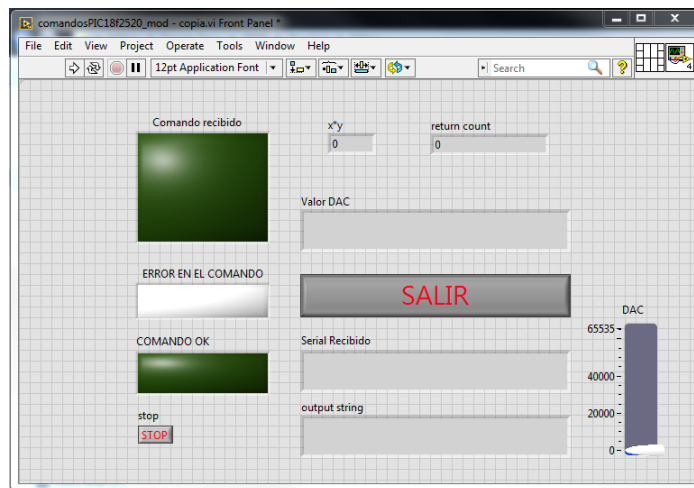 comandosPIC18f2520_mod - copia.vi Front Panel *
File Edit View Project Operate Tools Window Help
12pt Application Font
Search
?
4
Comando recibido
x*y
return count
0
0
Valor DAC
ERROR EN EL COMANDO
SALIR
DAC
COMANDO OK
Serial Recibido
65535
40000
stop
output string
20000
STOP
0